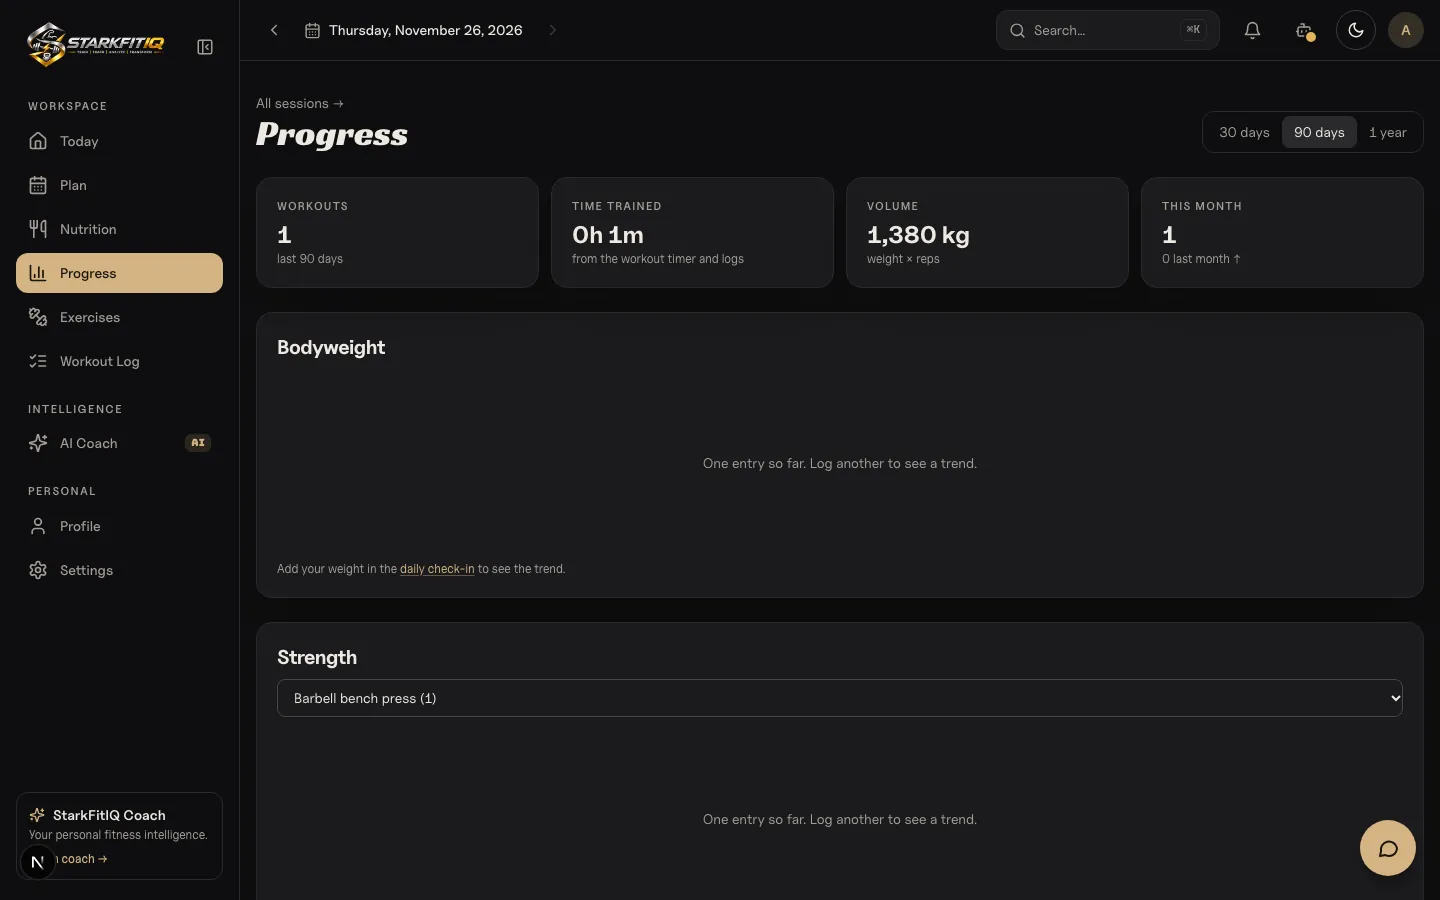 STARKFITIQ
Thursday, November 26, 2026
Search...
⌘K
A
WORKSPACE
Today
Plan
Nutrition
Progress
Exercises
Workout Log
INTELLIGENCE
AI Coach
AI
PERSONAL
Profile
Settings
StarkFitIQ Coach
Your personal fitness intelligence.
coach →
N
All sessions →
Progress
30 days
90 days
1 year
WORKOUTS
1
last 90 days
TIME TRAINED
0h 1m
from the workout timer and logs
VOLUME
1,380 kg
weight × reps
THIS MONTH
1
0 last month ↑
Bodyweight
One entry so far. Log another to see a trend.
Add your weight in the daily check-in to see the trend.
Strength
Barbell bench press (1)
One entry so far. Log another to see a trend.